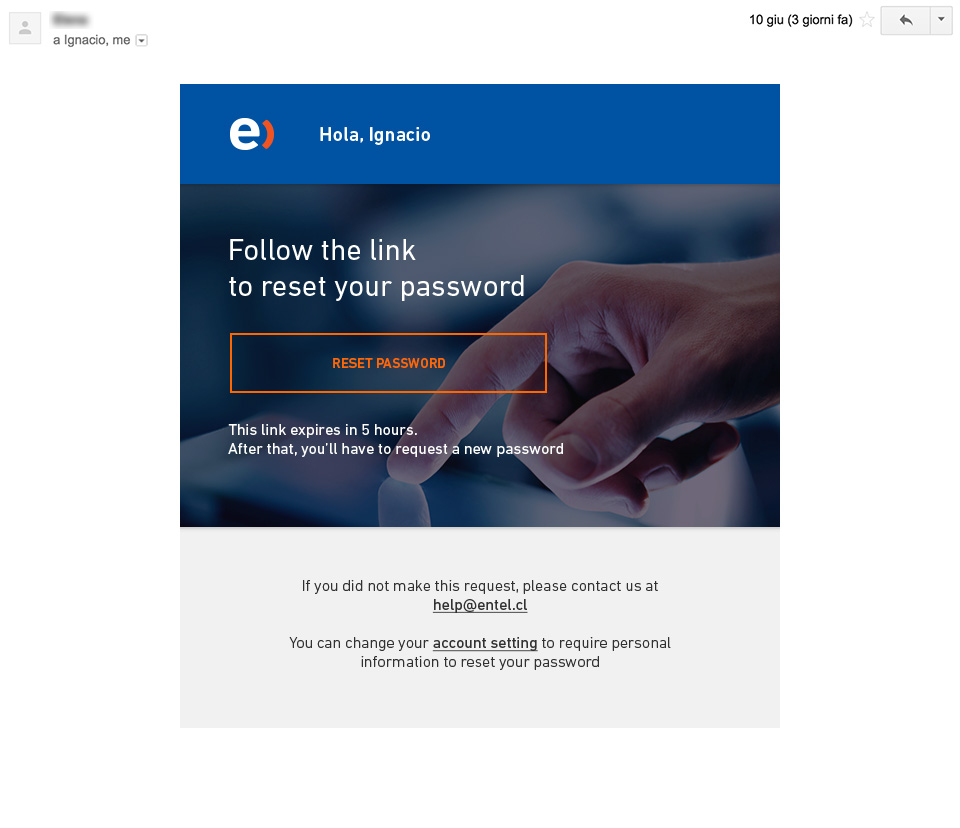 10 giu (3 giorni fa)
a Ignacio, me
e)
Hola, Ignacio
Follow the link
to reset your password
RESET PASSWORD
This link expires in 5 hours.
After that, you'll have to request a new password
If you did not make this request, please contact us at
help@entel.cl
You can change your account setting to require personal
information to reset your password